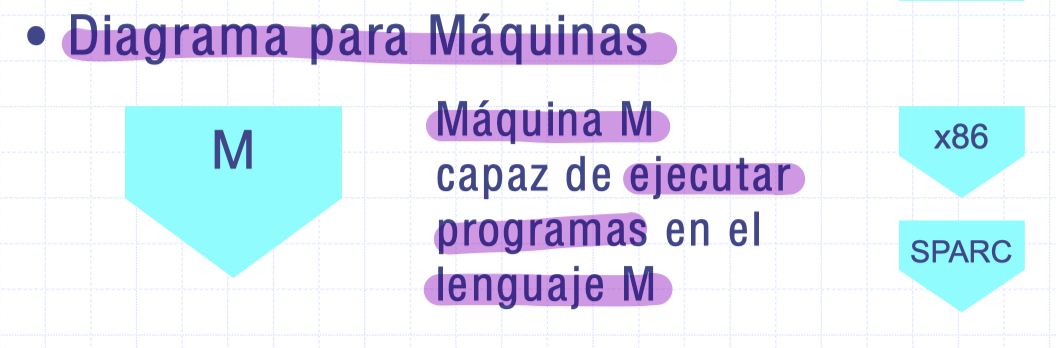 • Diagrama para Máquinas
M
Máquina M
capaz de ejecutar
programas en el
lenguaje M
x86
SPARC